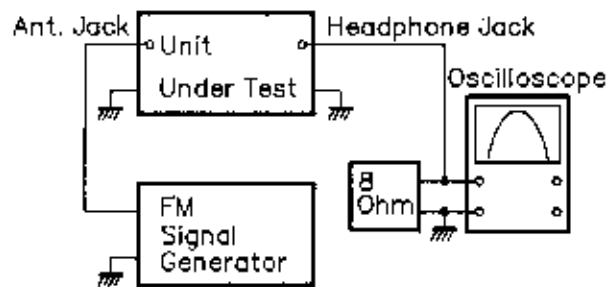 Ant. Jack
Unit
Under Test
Headphone Jack
Oscilloscope
8
Ohm
FM
Signal
Generator